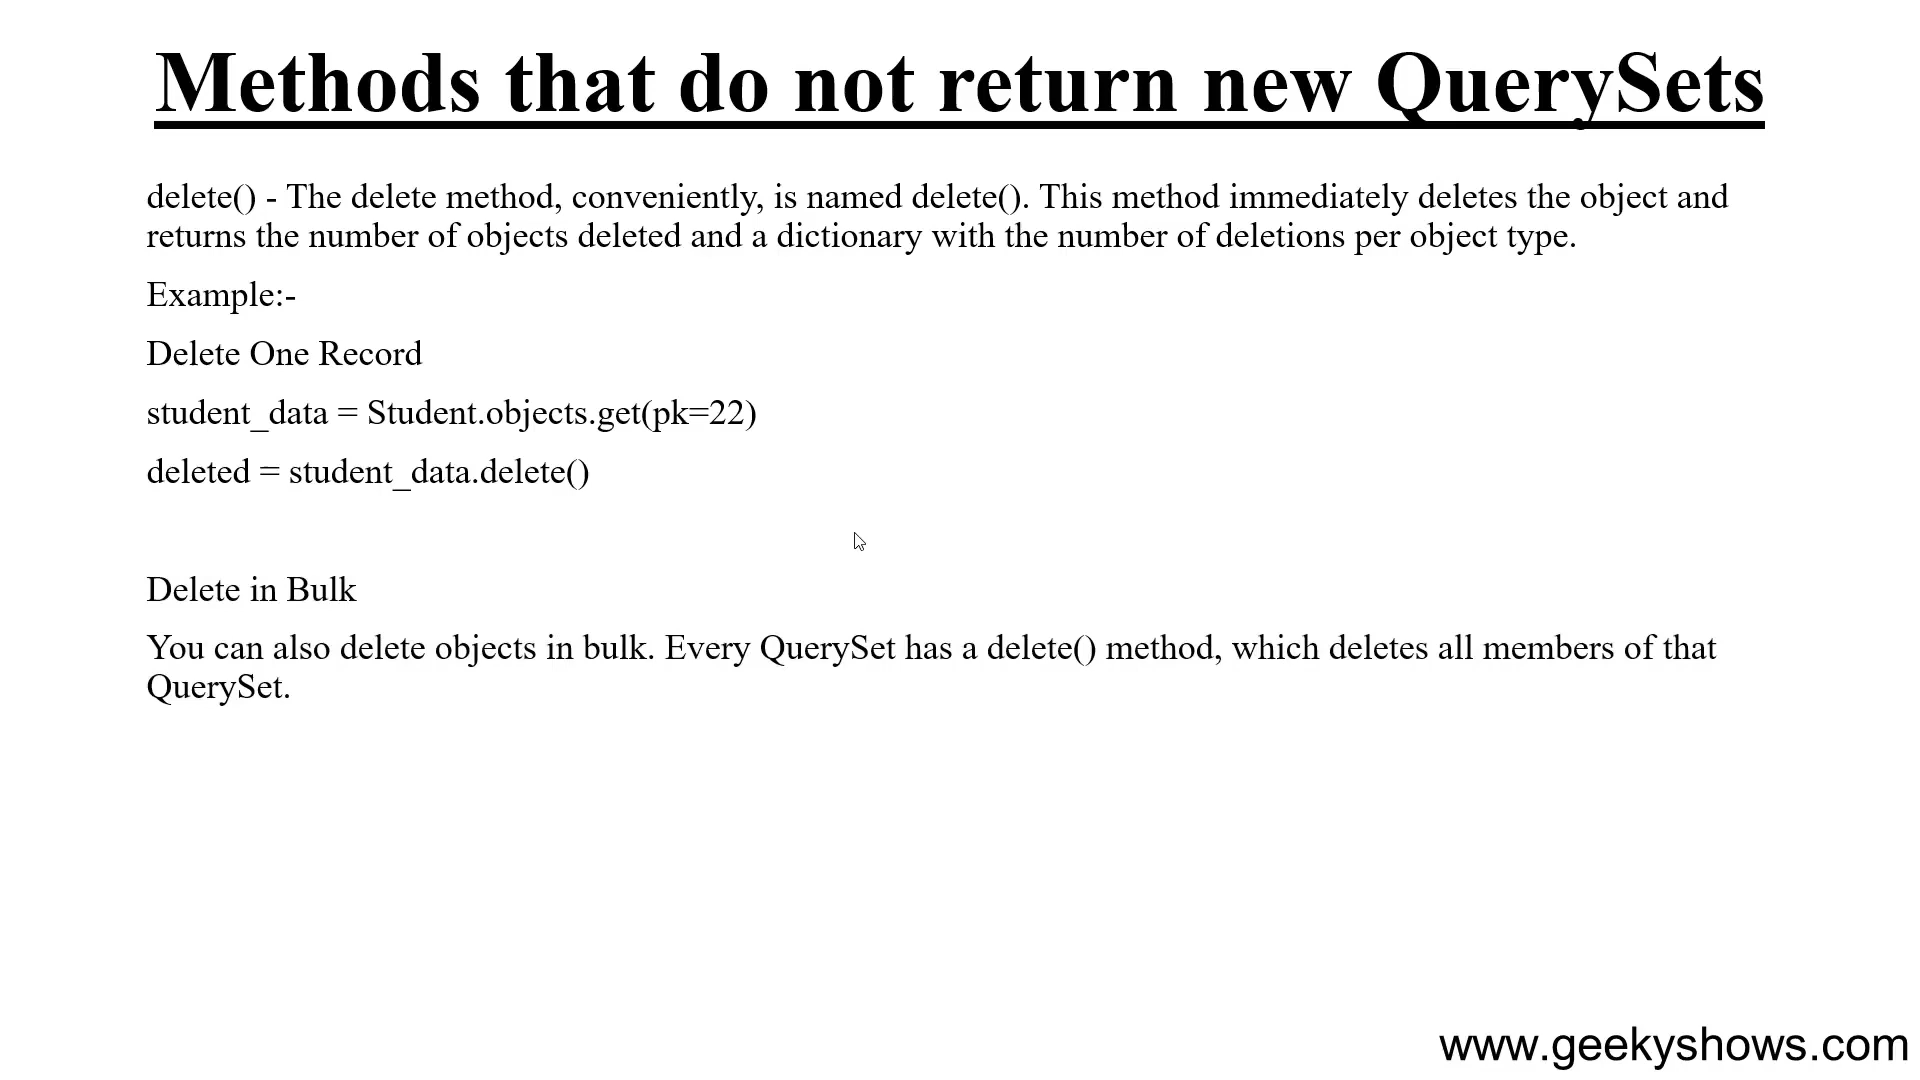 Methods that do not return new QuerySets
delete() - The delete method, conveniently, is named delete(). This method immediately deletes the object and
returns the number of objects deleted and a dictionary with the number of deletions per object type.
Example:-
Delete One Record
student_data = Student.objects.get(pk=22)
deleted = student_data.delete()
Delete in Bulk
You can also delete objects in bulk. Every QuerySet has a delete() method, which deletes all members of that
QuerySet.
www.geekyshows.com